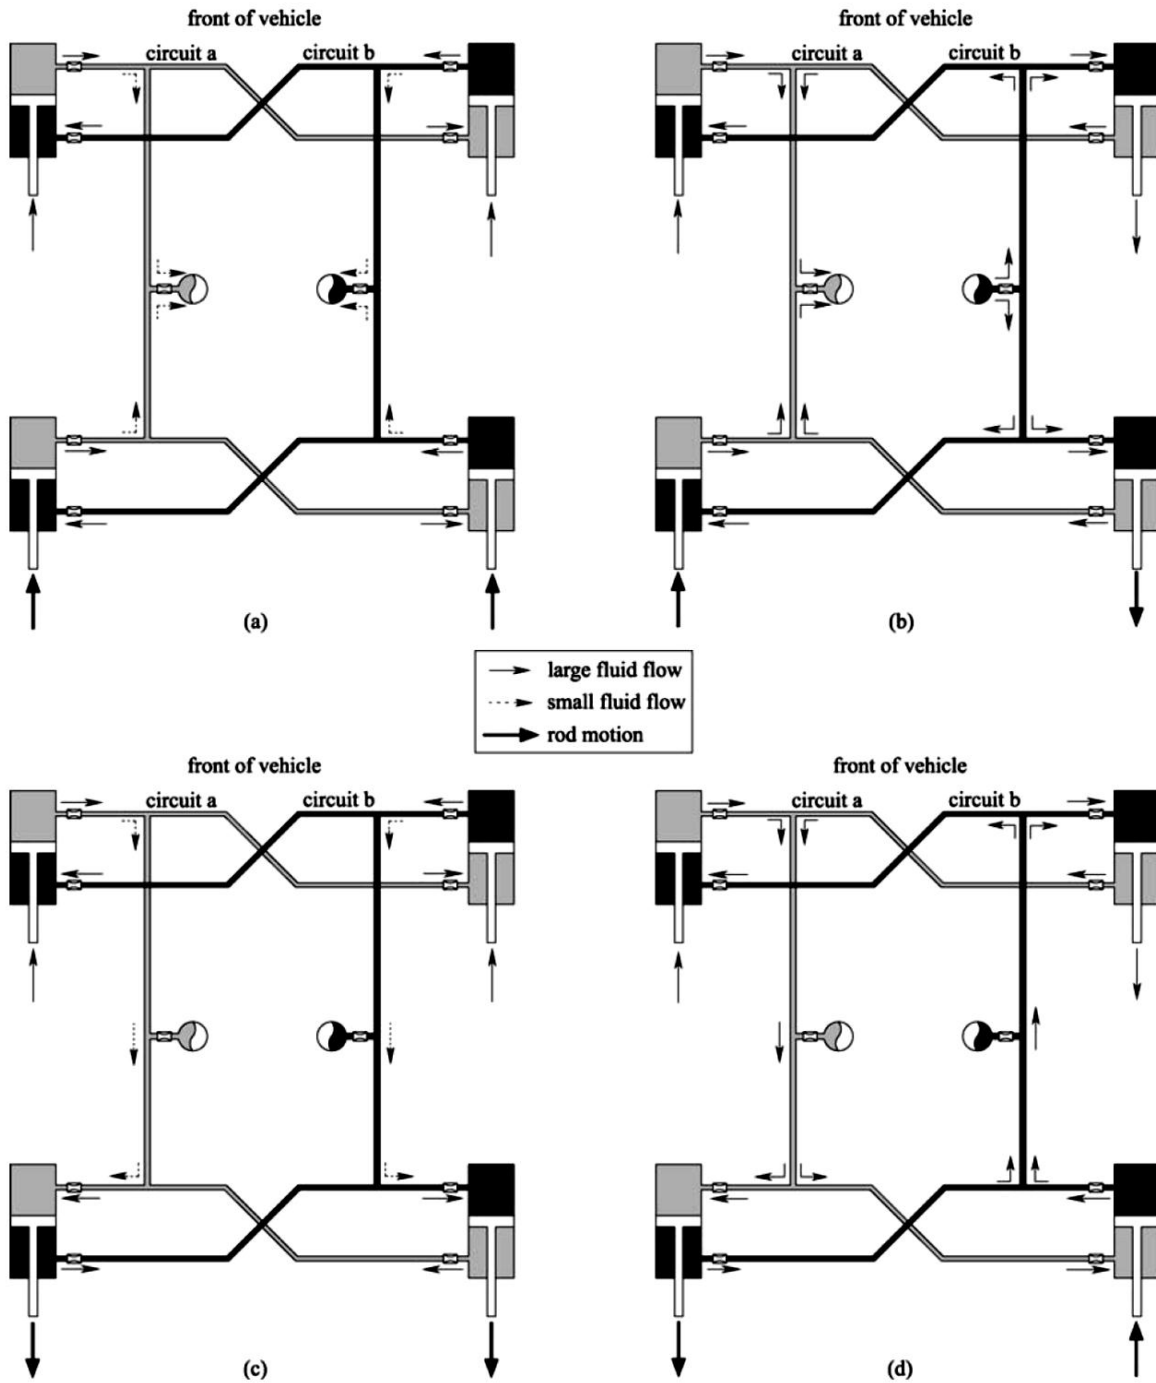 front of vehicle
circuit a
circuit b
(a)
front of vehicle
circuit a
circuit b
(b)
large fluid flow
small fluid flow
rod motion
front of vehicle
circuit a
circuit b
(c)
front of vehicle
circuit a
circuit b
(d)